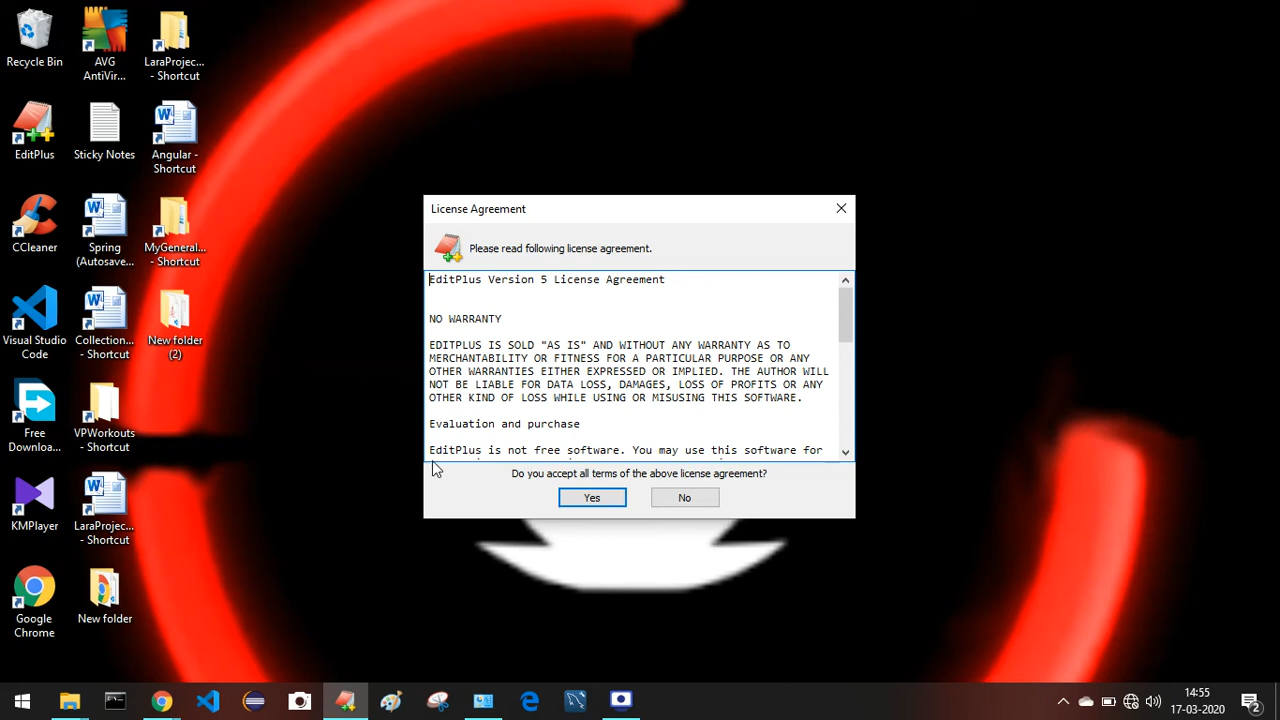 Recycle Bin
AVG
AntiVir...
LaraProjec...
- Shortcut
EditPlus
Sticky Notes
Angular -
Shortcut
CCleaner
Spring
(Autosave...
MyGeneral...
- Shortcut
Visual Studio
Code
Collection...
- Shortcut
New folder
(2)
Free
Downloa...
VPWorkouts
- Shortcut
KMPlayer
LaraProjec...
- Shortcut
Google
Chrome
New folder
License Agreement
Please read following license agreement.
EditPlus Version 5 License Agreement
NO WARRANTY
EDITPLUS IS SOLD "AS IS" AND WITHOUT ANY WARRANTY AS TO
MERCHANTABILITY OR FITNESS FOR A PARTICULAR PURPOSE OR ANY
OTHER WARRANTIES EITHER EXPRESSED OR IMPLIED. THE AUTHOR WILL
NOT BE LIABLE FOR DATA LOSS, DAMAGES, LOSS OF PROFITS OR ANY
OTHER KIND OF LOSS WHILE USING OR MISUSING THIS SOFTWARE.
Evaluation and purchase
EditPlus is not free software. You may use this software for
Do you accept all terms of the above license agreement?
Yes
No
14:55
17-03-2020
2